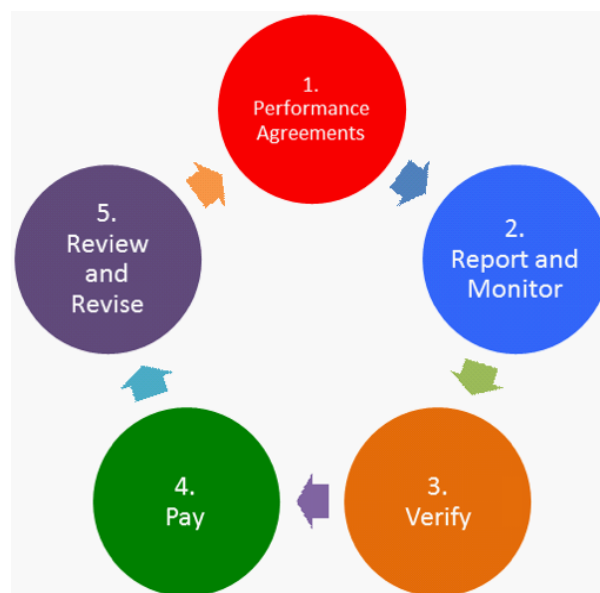 1.
Performance
Agreements
2.
Report and
Monitor
3.
Verify
4.
Pay
5.
Review
and
Revise